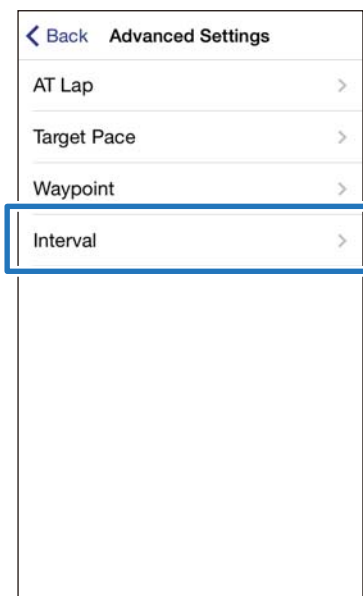 Back Advanced Settings
AT Lap
Target Pace
Waypoint
Interval